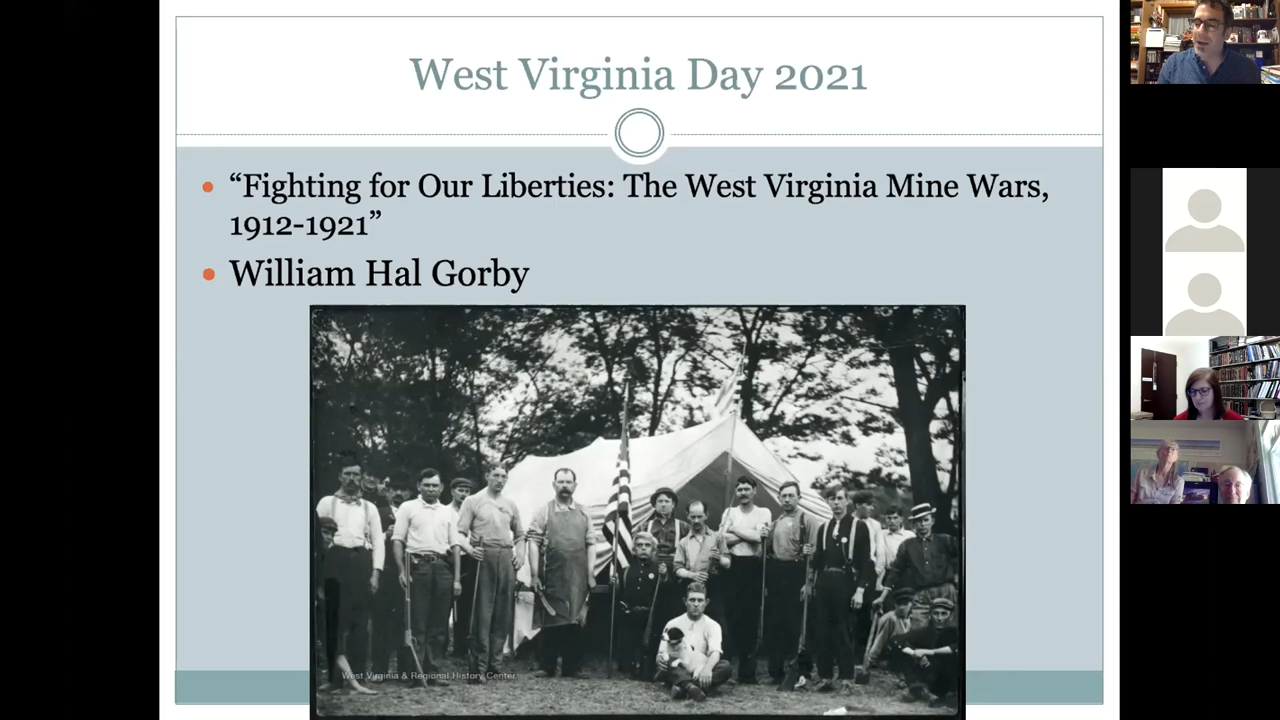 West Virginia Day 2021
“Fighting for Our Liberties: The West Virginia Mine Wars,
1912-1921”
William Hal Gorby
West Virginia & Regional History Center